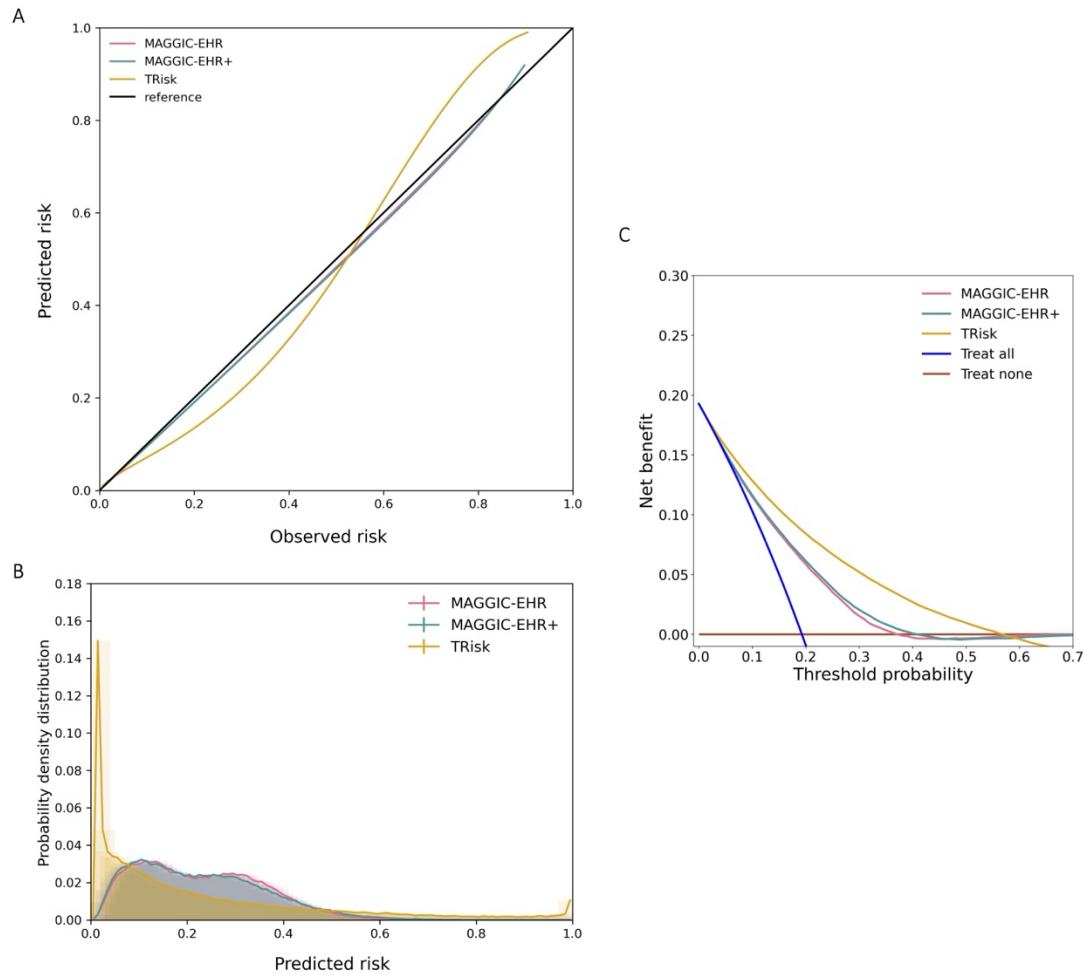 A
1.0
0.8
0.6
0.4
0.2
0.0
Predicted risk
MAGGIC-EHR
MAGGIC-EHR+
TRisk
reference
0.0 0.2 0.4 0.6 0.8 1.0
Observed risk
B
0.18
0.16
0.14
0.12
0.10
0.08
0.06
0.04
0.02
0.00
Probability density distribution
MAGGIC-EHR
MAGGIC-EHR+
TRisk
0.0 0.2 0.4 0.6 0.8 1.0
Predicted risk
C
0.30
0.25
0.20
0.15
0.10
0.05
0.00
Net benefit
MAGGIC-EHR
MAGGIC-EHR+
TRisk
Treat all
Treat none
0.0 0.1 0.2 0.3 0.4 0.5 0.6 0.7
Threshold probability